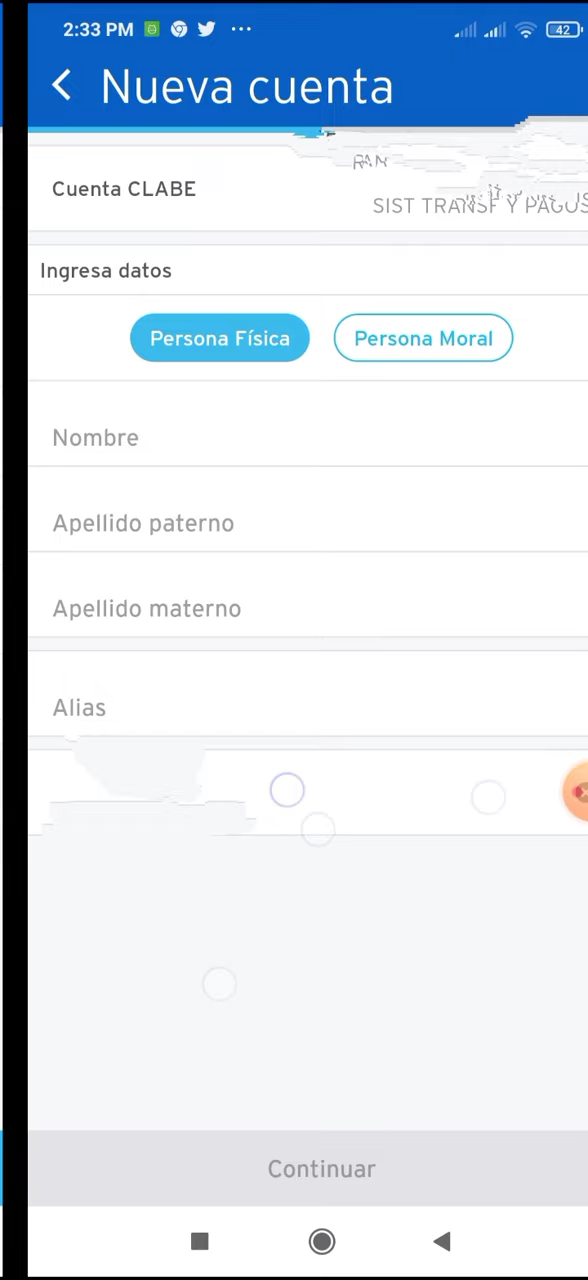 2:33 PM ... 42
Nueva cuenta
Cuenta CLABE
SIST TRANSF Y PAGOS
Ingresa datos
Persona Física Persona Moral
Nombre
Apellido paterno
Apellido materno
Alias
Continuar